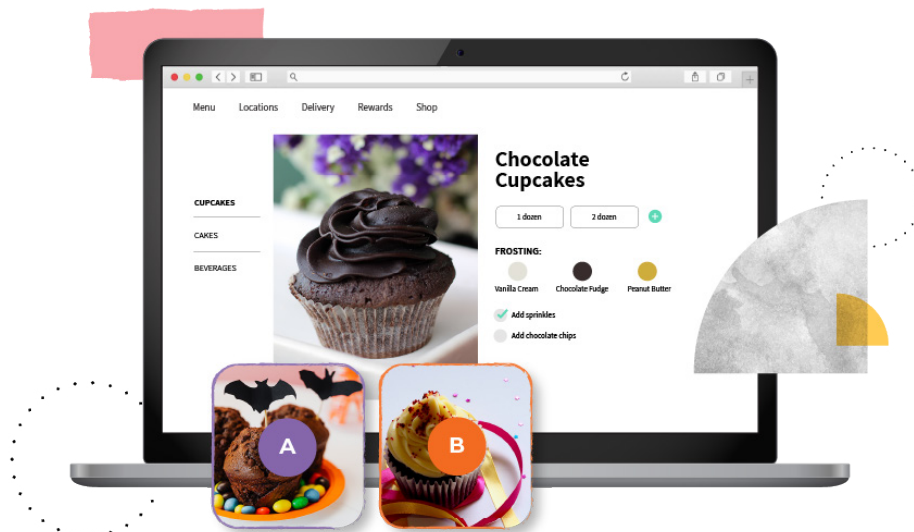 Menu Locations Delivery Rewards Shop
CUPCAKES
CAKES
BEVERAGES
Chocolate
Cupcakes
1 dozen 2 dozen
FROSTING:
Vanilla Cream Chocolate Fudge Peanut Butter
Add sprinkles
Add chocolate chips
A B